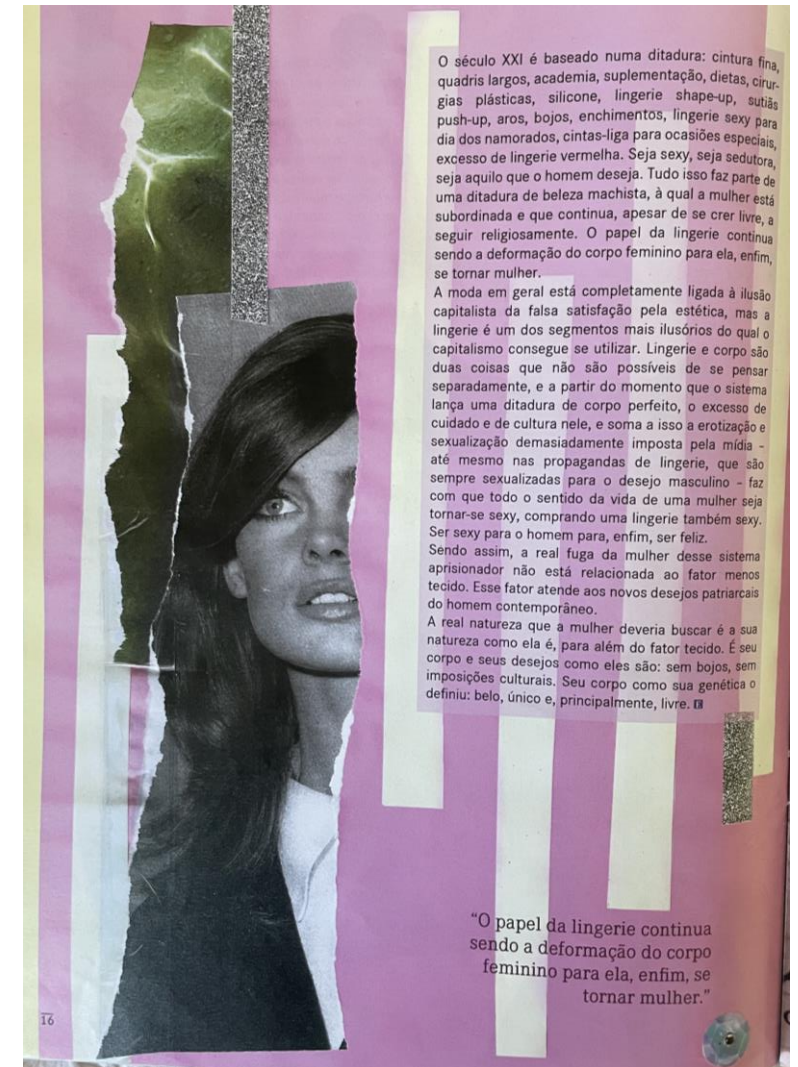 O século XXI é baseado numa ditadura: cintura fina,
quadris largos, academia, suplementação, dietas, cirur-
gias plásticas, silicone, lingerie shape-up, sutiãs
push-up, aros, bojos, enchimentos, lingerie sexy para
dia dos namorados, cintas-liga para ocasiões especiais,
excesso de lingerie vermelha. Seja sexy, seja sedutora,
seja aquilo que o homem deseja. Tudo isso faz parte de
uma ditadura de beleza machista, à qual a mulher está
subordinada e que continua, apesar de se crer livre, a
seguir religiosamente. O papel da lingerie continua
sendo a deformação do corpo feminino para ela, enfim,
se tornar mulher.
A moda em geral está completamente ligada à ilusão
capitalista da falsa satisfação pela estética, mas a
lingerie é um dos segmentos mais ilusórios do qual o
capitalismo consegue se utilizar. Lingerie e corpo são
duas coisas que não são possíveis de se pensar
separadamente, e a partir do momento que o sistema
lança uma ditadura de corpo perfeito, o excesso de
cuidado e de cultura nele, e soma a isso a erotização e
sexualização demasiadamente imposta pela mídia -
até mesmo nas propagandas de lingerie, que são
sempre sexualizadas para o desejo masculino - faz
com que todo o sentido da vida de uma mulher seja
tornar-se sexy, comprando uma lingerie também sexy.
Ser sexy para o homem para, enfim, ser feliz.
Sendo assim, a real fuga da mulher desse sistema
aprisionador não está relacionada ao fator menos
tecido. Esse fator atende aos novos desejos patriarcais
do homem contemporâneo.
A real natureza que a mulher deveria buscar é a sua
natureza como ela é, para além do fator tecido. É seu
corpo e seus desejos como eles são: sem bojos, sem
imposições culturais. Seu corpo como sua genética o
definiu: belo, único e, principalmente, livre.
"O papel da lingerie continua
sendo a deformação do corpo
feminino para ela, enfim, se
tornar mulher."
16